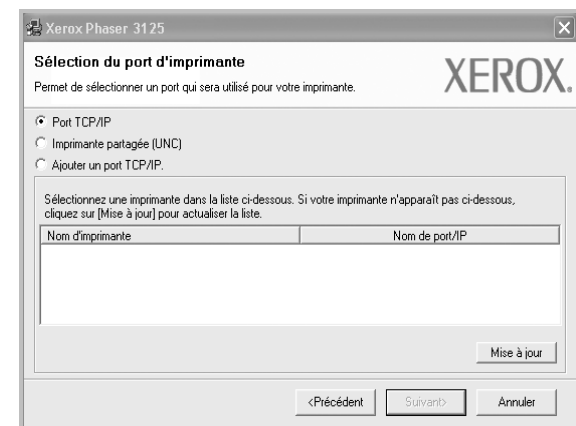 Xerox Phaser 3125
Sélection du port d'imprimante
Permet de sélectionner un port qui sera utilisé pour votre imprimante.
XEROX.
Port TCP/IP
Imprimante partagée (UNC)
Ajouter un port TCP/IP.
Sélectionnez une imprimante dans la liste ci-dessous. Si votre imprimante n'apparaît pas ci-dessous,
cliquez sur [Mise à jour] pour actualiser la liste.
Nom d'imprimante Nom de port/IP
Mise à jour
<Précédent Suivant> Annuler